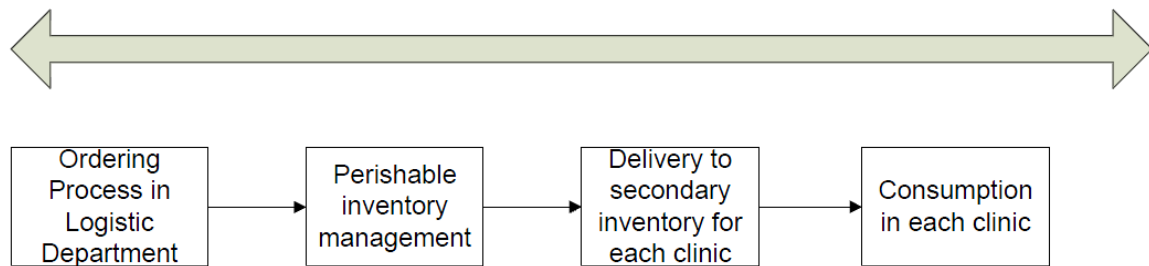 Ordering
Process in
Logistic
Department
Perishable
inventory
management
Delivery to
secondary
inventory for
each clinic
Consumption
in each clinic